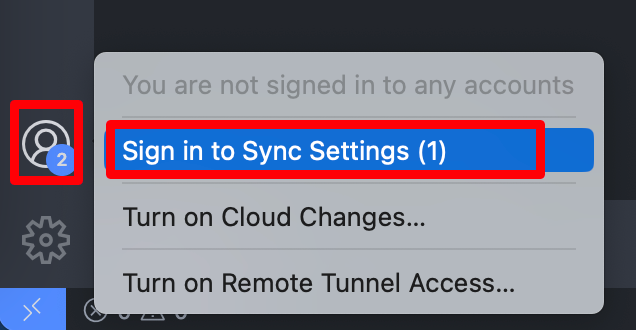 You are not signed in to any accounts
Sign in to Sync Settings (1)
2
Turn on Cloud Changes...
Turn on Remote Tunnel Access...